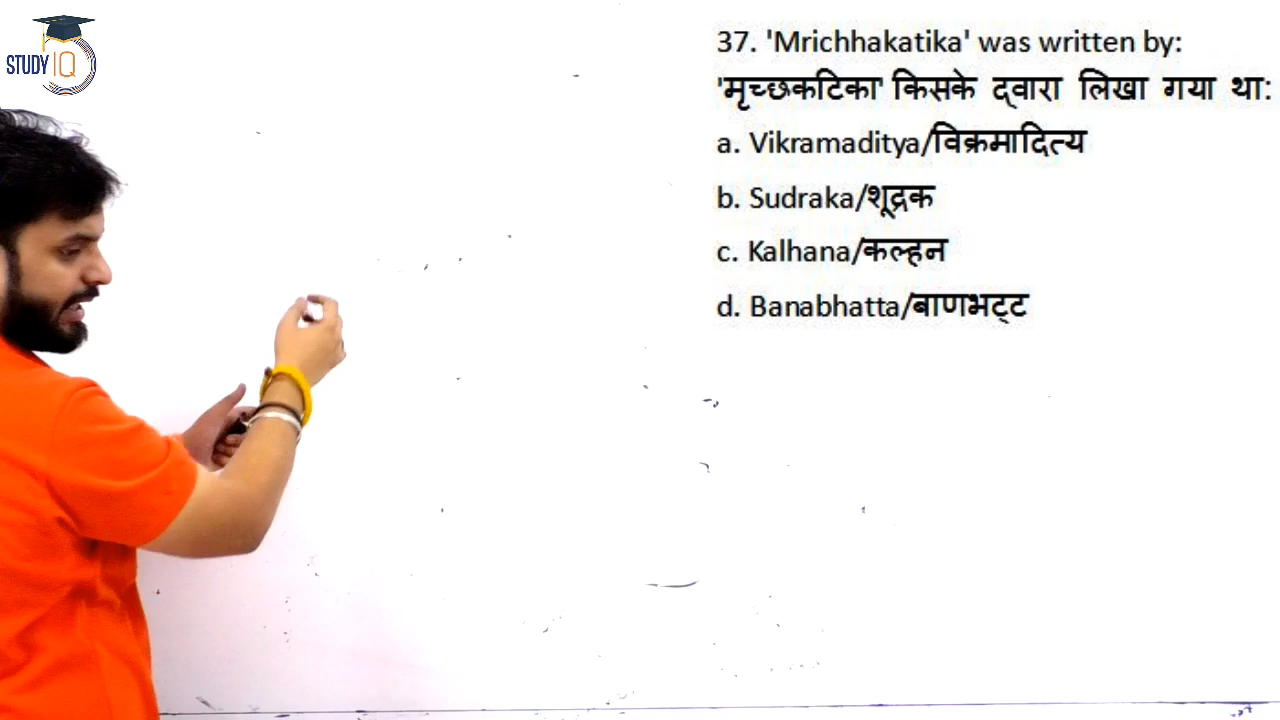 STUDY IQ
37. 'Mrichhakatika' was written by:
'मृच्छकटिका' किसके द्वारा लिखा गया था:
a. Vikramaditya/विक्रमादित्य
b. Sudraka/शूद्रक
c. Kalhana/कल्हन
d. Banabhatta/बाणभट्ट